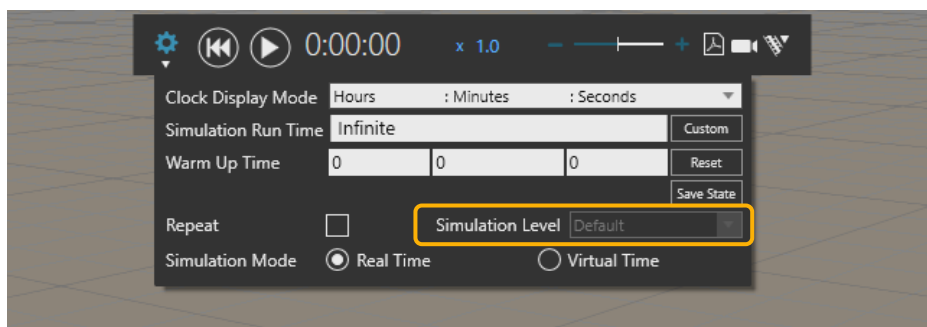 0:00:00 x 1.0
Clock Display Mode Hours : Minutes : Seconds
Simulation Run Time Infinite Custom
Warm Up Time 0 0 0 Reset
Save State
Repeat Simulation Level Default
Simulation Mode Real Time Virtual Time